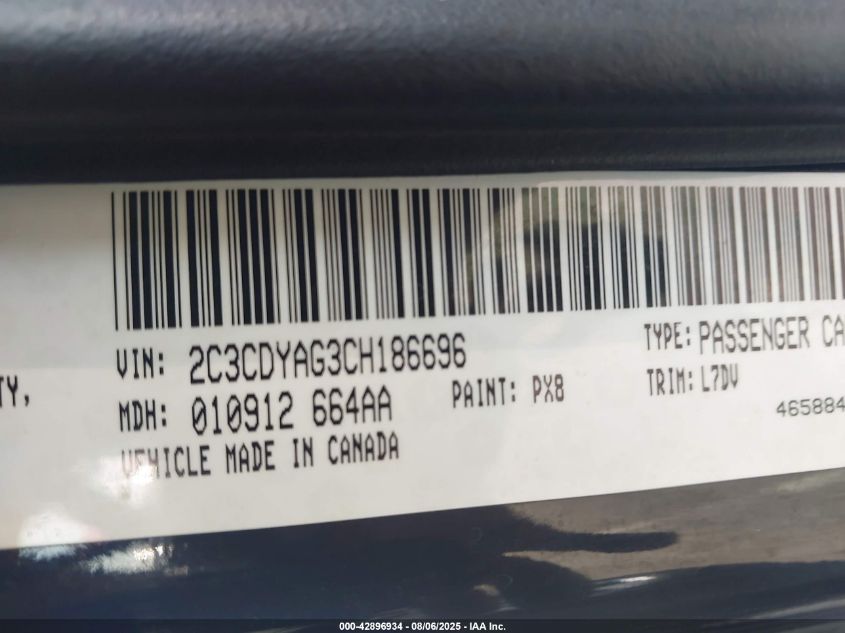 VIN: 2C3CDYAG3CH186696
TYPE: PASSENGER CA
TY,
MDH: 010912 664AA
PAINT: PX8
TRIM: L7DV
465884
VEHICLE MADE IN CANADA
000-42896934 - 08/06/2025 - IAA Inc.